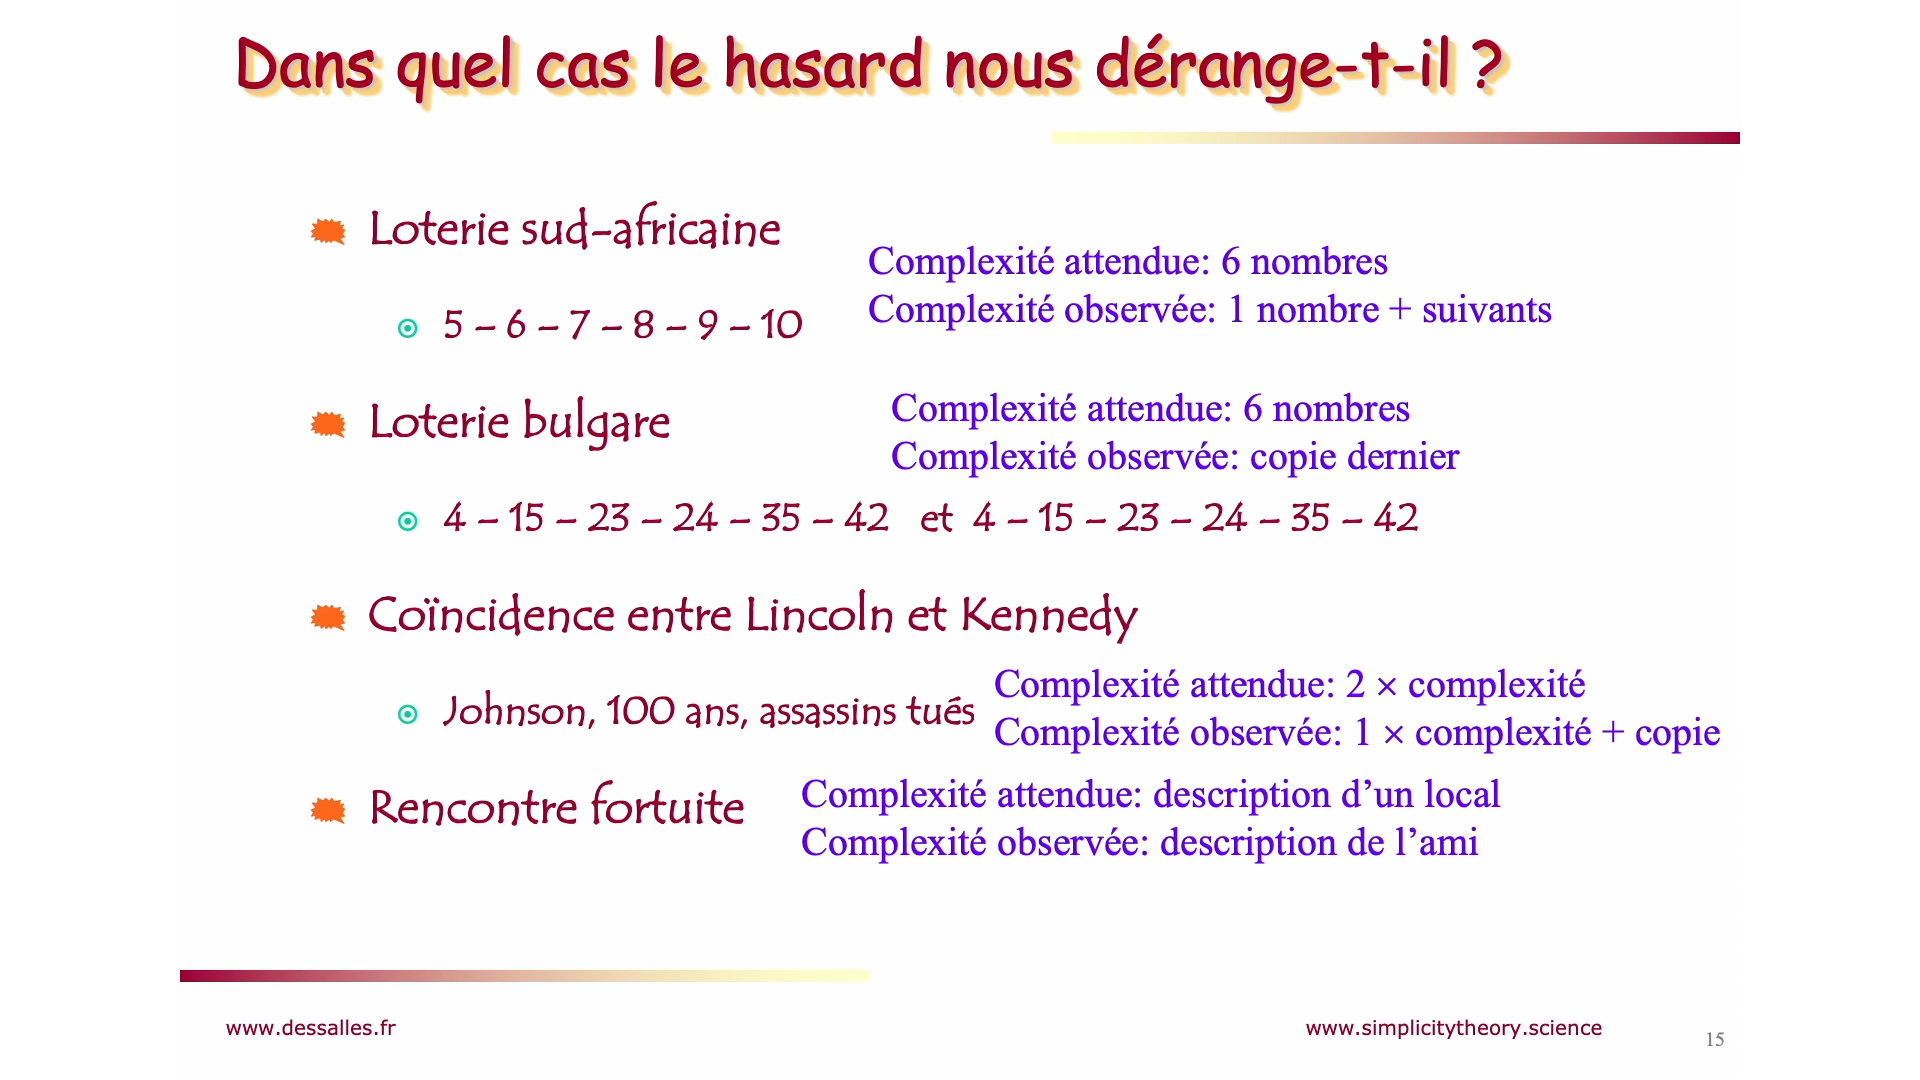 Dans quel cas le hasard nous dérange-t-il ?
Loterie sud-africaine
Complexité attendue: 6 nombres
Complexité observée: 1 nombre + suivants
5 – 6 – 7 – 8 – 9 – 10
Loterie bulgare
Complexité attendue: 6 nombres
Complexité observée: copie dernier
4 – 15 – 23 – 24 – 35 – 42 et 4 – 15 – 23 – 24 – 35 – 42
Coïncidence entre Lincoln et Kennedy
Johnson, 100 ans, assassins tués
Complexité attendue: 2 × complexité
Complexité observée: 1 × complexité + copie
Rencontre fortuite
Complexité attendue: description d’un local
Complexité observée: description de l’ami
www.dessalles.fr
www.simplicitytheory.science
15